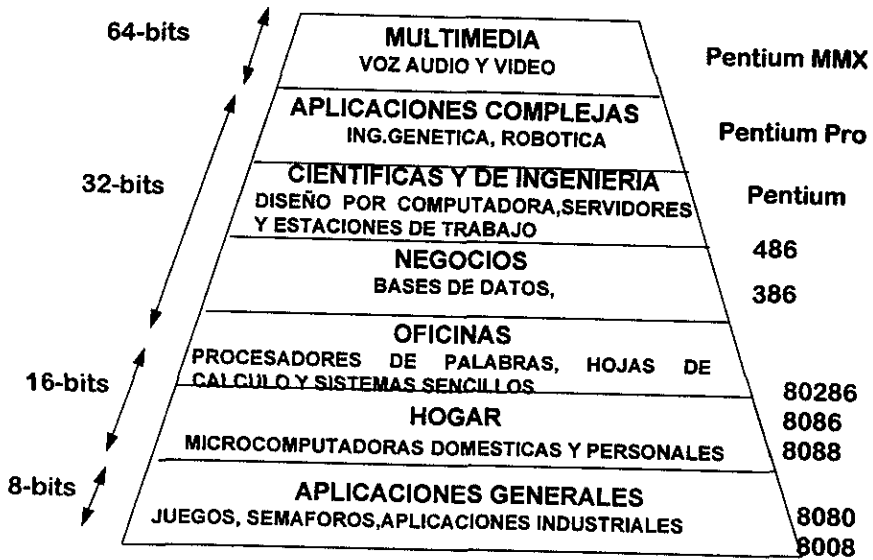 64-bits
MULTIMEDIA
VOZ AUDIO Y VIDEO
Pentium MMX
APLICACIONES COMPLEJAS
ING.GENETICA, ROBOTICA
Pentium Pro
32-bits
CIENTIFICAS Y DE INGENIERIA
DISEÑO POR COMPUTADORA,SERVIDORES
Y ESTACIONES DE TRABAJO
Pentium
486
NEGOCIOS
BASES DE DATOS,
386
OFICINAS
PROCESADORES DE PALABRAS, HOJAS DE
CALCULO Y SISTEMAS SENCILLOS
16-bits
80286
HOGAR
8086
MICROCOMPUTADORAS DOMESTICAS Y PERSONALES
8088
8-bits
APLICACIONES GENERALES
JUEGOS, SEMAFOROS,APLICACIONES INDUSTRIALES
8080
8008